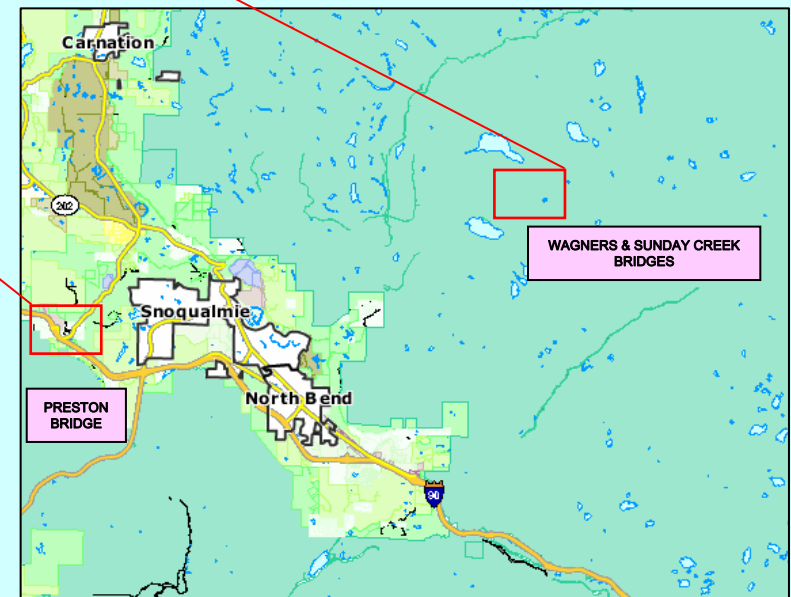 Carnation
202
WAGNERS & SUNDAY CREEK
BRIDGES
Snoqualmie
PRESTON
BRIDGE
North Bend
90